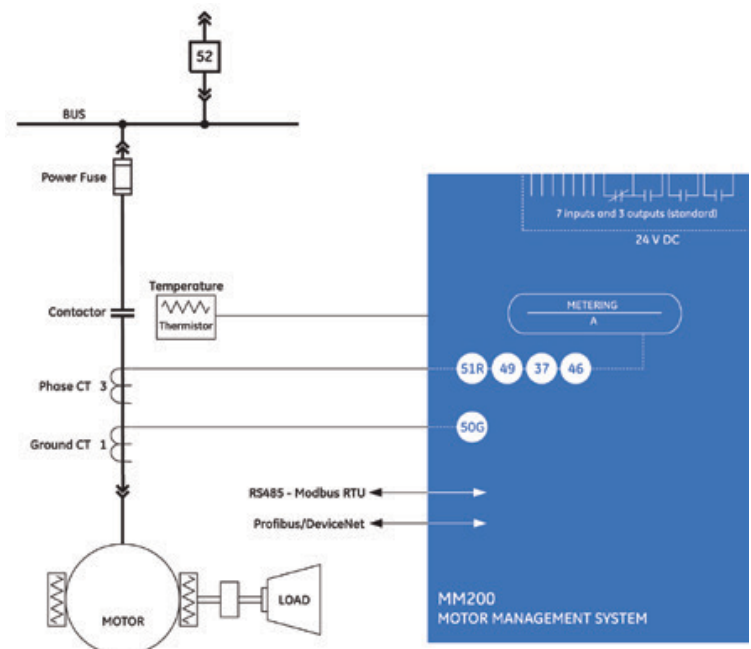 52
BUS
Power Fuse
7 inputs and 3 outputs (standard)
24 V DC
Temperature
Thermistor
METERING
A
Contactor
51R 49 37 46
Phase CT 3
50G
Ground CT 1
RS485 - Modbus RTU
Profibus/DeviceNet
MOTOR
LOAD
MM200
MOTOR MANAGEMENT SYSTEM